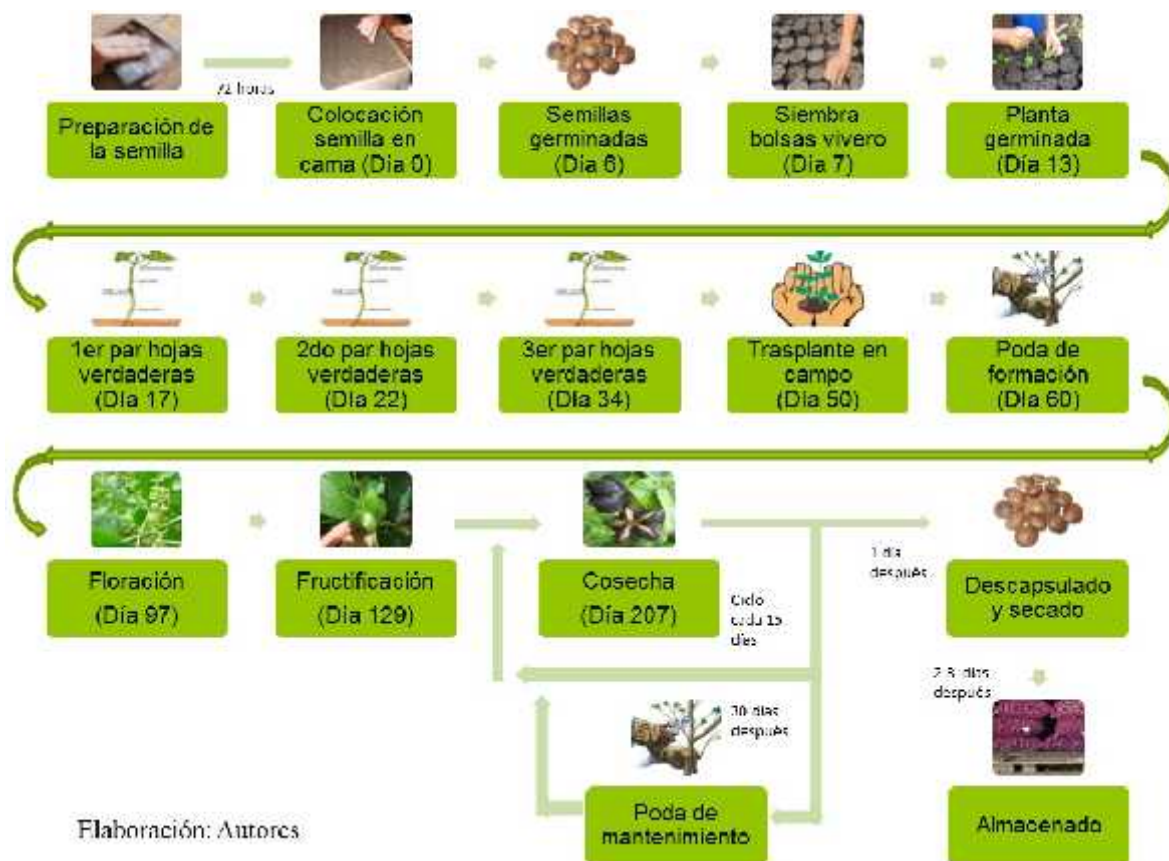 72 horas
Preparación de
la semilla
Colocación
semilla en
cama (Día 0)
Semillas
germinadas
(Día 6)
Siembra
bolsas vivero
(Día 7)
Planta
germinada
(Día 13)
1er par hojas
verdaderas
(Día 17)
2do par hojas
verdaderas
(Día 22)
3er par hojas
verdaderas
(Día 34)
Trasplante en
campo
(Día 50)
Poda de
formación
(Día 60)
Floración
(Día 97)
Fructificación
(Día 129)
Cosecha
(Día 207)
Ciclo
cada 15
días
1 día
después
Descapsulado
y secado
días
después
días
después
Poda de
mantenimiento
Almacenado
Elaboración: Autores